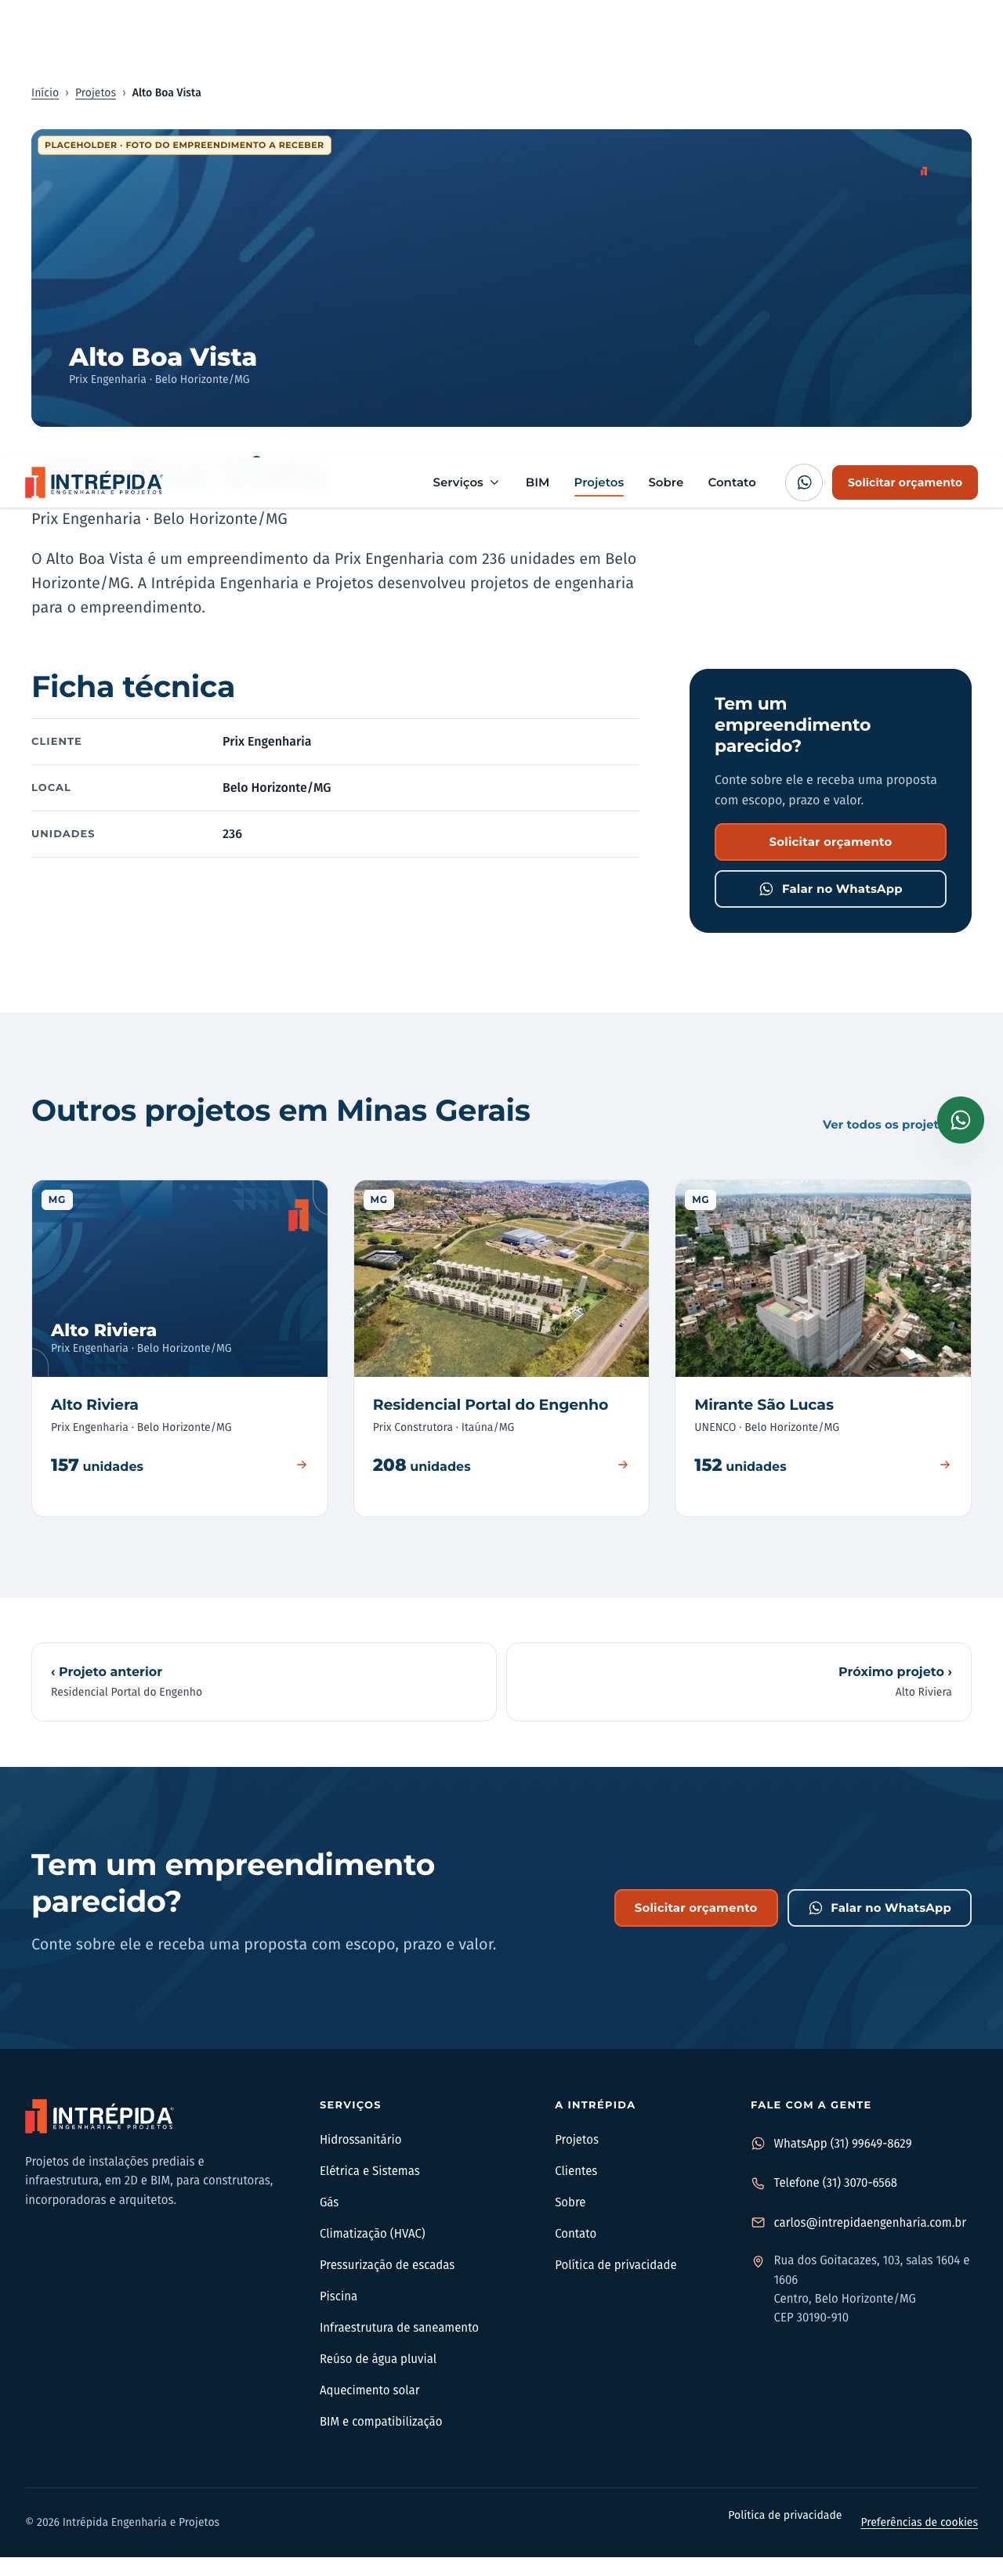 Início › Projetos › Alto Boa Vista
PLACEHOLDER · FOTO DO EMPREENDIMENTO A RECEBER
Alto Boa Vista
Prix Engenharia · Belo Horizonte/MG
INTRÉPIDA
ENGENHARIA E PROJETOS
Serviços
BIM
Projetos
Sobre
Contato
Solicitar orçamento
Prix Engenharia · Belo Horizonte/MG
O Alto Boa Vista é um empreendimento da Prix Engenharia com 236 unidades em Belo
Horizonte/MG. A Intrépida Engenharia e Projetos desenvolveu projetos de engenharia
para o empreendimento.
Ficha técnica
CLIENTE Prix Engenharia
LOCAL Belo Horizonte/MG
UNIDADES 236
Tem um
empreendimento
parecido?
Conte sobre ele e receba uma proposta
com escopo, prazo e valor.
Solicitar orçamento
Falar no WhatsApp
Outros projetos em Minas Gerais
Ver todos os
MG
Alto Riviera
Prix Engenharia · Belo Horizonte/MG
Alto Riviera
Prix Engenharia · Belo Horizonte/MG
157 unidades
MG
Residencial Portal do Engenho
Prix Construtora · Itaúna/MG
208 unidades
MG
Mirante São Lucas
UNENCO · Belo Horizonte/MG
152 unidades
‹ Projeto anterior
Residencial Portal do Engenho
Próximo projeto ›
Alto Riviera
Tem um empreendimento
parecido?
Conte sobre ele e receba uma proposta com escopo, prazo e valor.
Solicitar orçamento
Falar no WhatsApp
INTRÉPIDA
ENGENHARIA E PROJETOS
Projetos de instalações prediais e
infraestrutura, em 2D e BIM, para construtoras,
incorporadoras e arquitetos.
SERVIÇOS
Hidrossanitário
Elétrica e Sistemas
Gás
Climatização (HVAC)
Pressurização de escadas
Piscina
Infraestrutura de saneamento
Reúso de água pluvial
Aquecimento solar
BIM e compatibilização
A INTRÉPIDA
Projetos
Clientes
Sobre
Contato
Política de privacidade
FALE COM A GENTE
WhatsApp (31) 99649-8629
Telefone (31) 3070-6568
carlos@intrepidaengenharia.com.br
Rua dos Goitacazes, 103, salas 1604 e
1606
Centro, Belo Horizonte/MG
CEP 30190-910
© 2026 Intrépida Engenharia e Projetos
Política de privacidade
Preferências de cookies